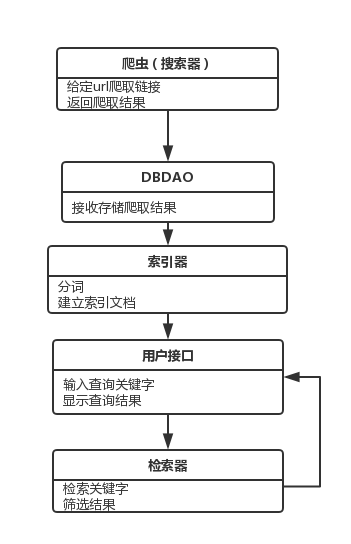 爬虫（搜索器）
给定url爬取链接
返回爬取结果
DBDAO
接收存储爬取结果
索引器
分词
建立索引文档
用户接口
输入查询关键字
显示查询结果
检索器
检索关键字
筛选结果